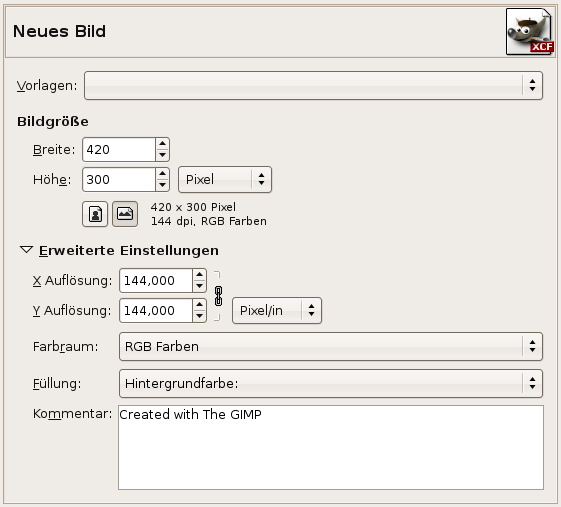 Neues Bild
XCF
Vorlagen:
Bildgröße
Breite: 420
Höhe: 300 Pixel
420 x 300 Pixel
144 dpi, RGB Farben
Erweiterte Einstellungen
X Auflösung: 144,000
Y Auflösung: 144,000 Pixel/in
Farbraum: RGB Farben
Füllung: Hintergrundfarbe:
Kommentar: Created with The GIMP